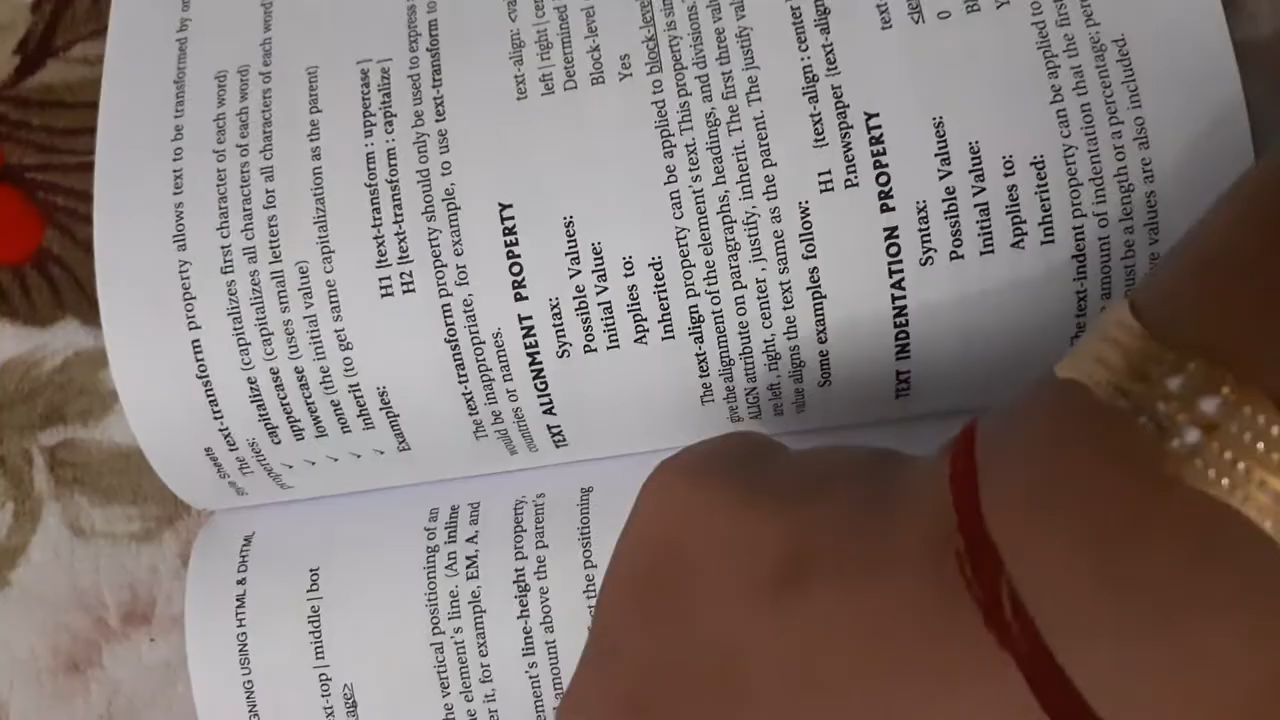 GNING USING HTML & DHTML
ext-top | middle | bot
age>
he vertical positioning of an
e element's line. (An inline
er it, for example, EM, A, and
ement's line-height property,
amount above the parent's
the positioning
Style Sheets
The text-transform property allows text to be transformed by
properties:
✓ capitalize (capitalizes first character of each word)
✓ uppercase (capitalizes all characters of each word)
✓ uppercase (uses small letters for all characters of each word
✓ lowercase (the initial value)
✓ none (the initial value)
✓ inherit (to get same capitalization as the parent)
Examples:
H1 {text-transform : uppercase }
H2 {text-transform : capitalize }
The text-transform property should only be used to express
would be inappropriate, for example, to use text-transform to
countries or names.
TEXT ALIGNMENT PROPERTY
Syntax: text-align: <va
Possible Values: left | right | cen
Initial Value: Determined
Applies to: Block-level
Inherited: Yes
The text-align property can be applied to block-level
give the alignment of the element's text. This property is sim
ALIGN attribute on paragraphs, headings, and divisions.
are left, right, center , justify, inherit. The first three valu
value aligns the text same as the parent. The justify val
Some examples follow:
H1 {text-align : center
P.newspaper {text-align
TEXT INDENTATION PROPERTY
Syntax: text-
Possible Values: <len
Initial Value: 0
Applies to: Bl
Inherited: Y
The text-indent property can be applied to
amount of indentation that the first
must be a length or a percentage; per
ve values are also included.